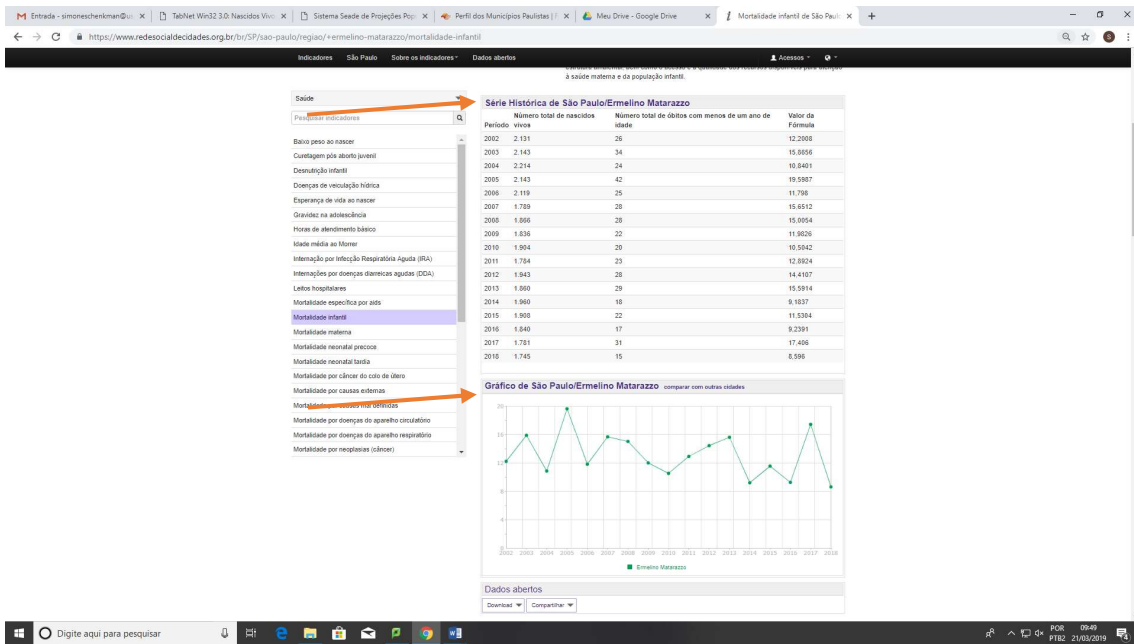 Entrada - simoneschenkman@u
TabNet Win32 3.0: Nascidos Vivo
Sistema Seade de Projeções Pop
Perfil dos Municípios Paulistas |
Meu Drive - Google Drive
Mortalidade infantil de São Paul
https://www.redesocialdecidades.org.br/br/SP/sao-paulo/regiao/+ermelino-matarazzo/mortalidade-infantil
Indicadores São Paulo Sobre os indicadores Dados abertos Acessos
à saúde materna e da população infantil.
Saúde
Pesquisar indicadores
Baixo peso ao nascer
Curetagem pós aborto juvenil
Desnutrição infantil
Doenças de veiculação hídrica
Esperança de vida ao nascer
Gravidez na adolescência
Horas de atendimento básico
Idade média ao Morrer
Internação por Infecção Respiratória Aguda (IRA)
Internações por doenças diarreicas agudas (DDA)
Leitos hospitalares
Mortalidade específica por aids
Mortalidade infantil
Mortalidade materna
Mortalidade neonatal precoce
Mortalidade neonatal tardia
Mortalidade por câncer do colo de útero
Mortalidade por causas externas
Mortalidade por causas mal definidas
Mortalidade por doenças do aparelho circulatório
Mortalidade por doenças do aparelho respiratório
Mortalidade por neoplasias (câncer)
Série Histórica de São Paulo/Ermelino Matarazzo
Período Número total de nascidos vivos Número total de óbitos com menos de um ano de idade Valor da Fórmula
2002 2.131 26 12,2008
2003 2.143 34 15,8656
2004 2.214 24 10,8401
2005 2.143 42 19,5987
2006 2.119 25 11,798
2007 1.789 28 15,6512
2008 1.866 28 15,0054
2009 1.836 22 11,9826
2010 1.904 20 10,5042
2011 1.784 23 12,8924
2012 1.943 28 14,4107
2013 1.860 29 15,5914
2014 1.960 18 9,1837
2015 1.908 22 11,5304
2016 1.840 17 9,2391
2017 1.781 31 17,406
2018 1.745 15 8,596
Gráfico de São Paulo/Ermelino Matarazzo comparar com outras cidades
20
16
12
8
4
0
2002 2003 2004 2005 2006 2007 2008 2009 2010 2011 2012 2013 2014 2015 2016 2017 2018
Ermelino Matarazzo
Dados abertos
Download Compartilhar
Digite aqui para pesquisar
POR 09:49
PTB2 21/03/2019